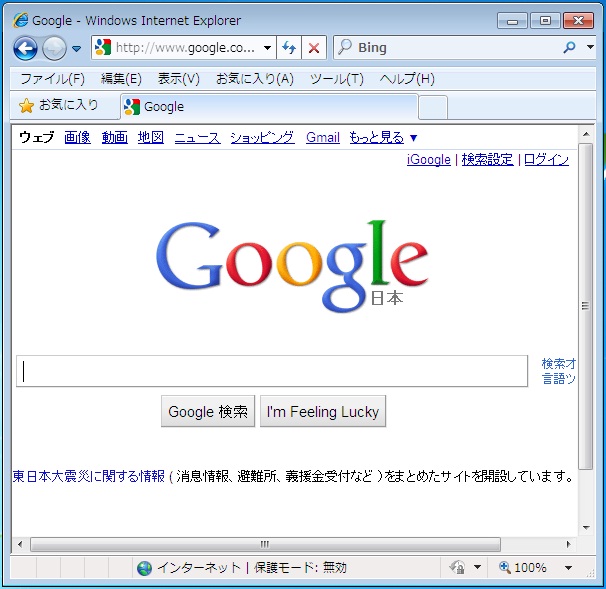 Google - Windows Internet Explorer
http://www.google.co...
Bing
ファイル(F) 編集(E) 表示(V) お気に入り(A) ツール(T) ヘルプ(H)
お気に入り
Google
ウェブ 画像 動画 地図 ニュース ショッピング Gmail もっと見る ▼
iGoogle | 検索設定 | ログイン
Google
日本
検索オ
言語ツ
Google 検索 I'm Feeling Lucky
東日本大震災に関する情報 ( 消息情報、避難所、義援金受付など )をまとめたサイトを開設しています。
インターネット | 保護モード: 無効
100%